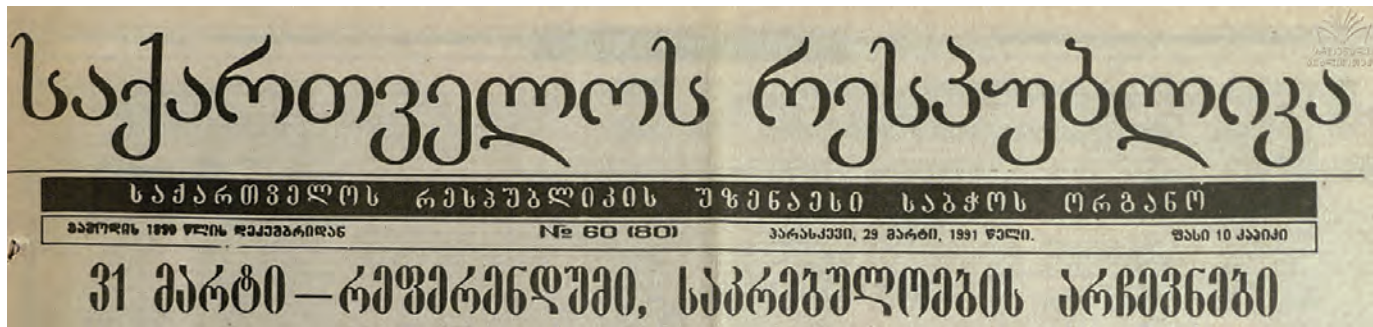 საქართველოს რესპუბლიკა
საქართველოს რესპუბლიკის უზენაესი საბჭოს ორგანო
გამოდის 1990 წლის დეკემბრიდან № 60 (80) პარასკევი, 29 მარტი, 1991 წელი. ფასი 10 კაპიკი
31 მარტი — რეფერენდუმი, საკრებულოების არჩევნები